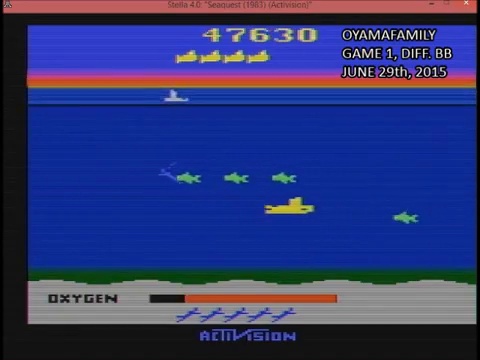 Stella 4.0: "Seaquest (1983) (Activision)"
47630
OYAMAFAMILY
GAME 1, DIFF. BB
JUNE 29th, 2015
OXYGEN
ACTIVISION